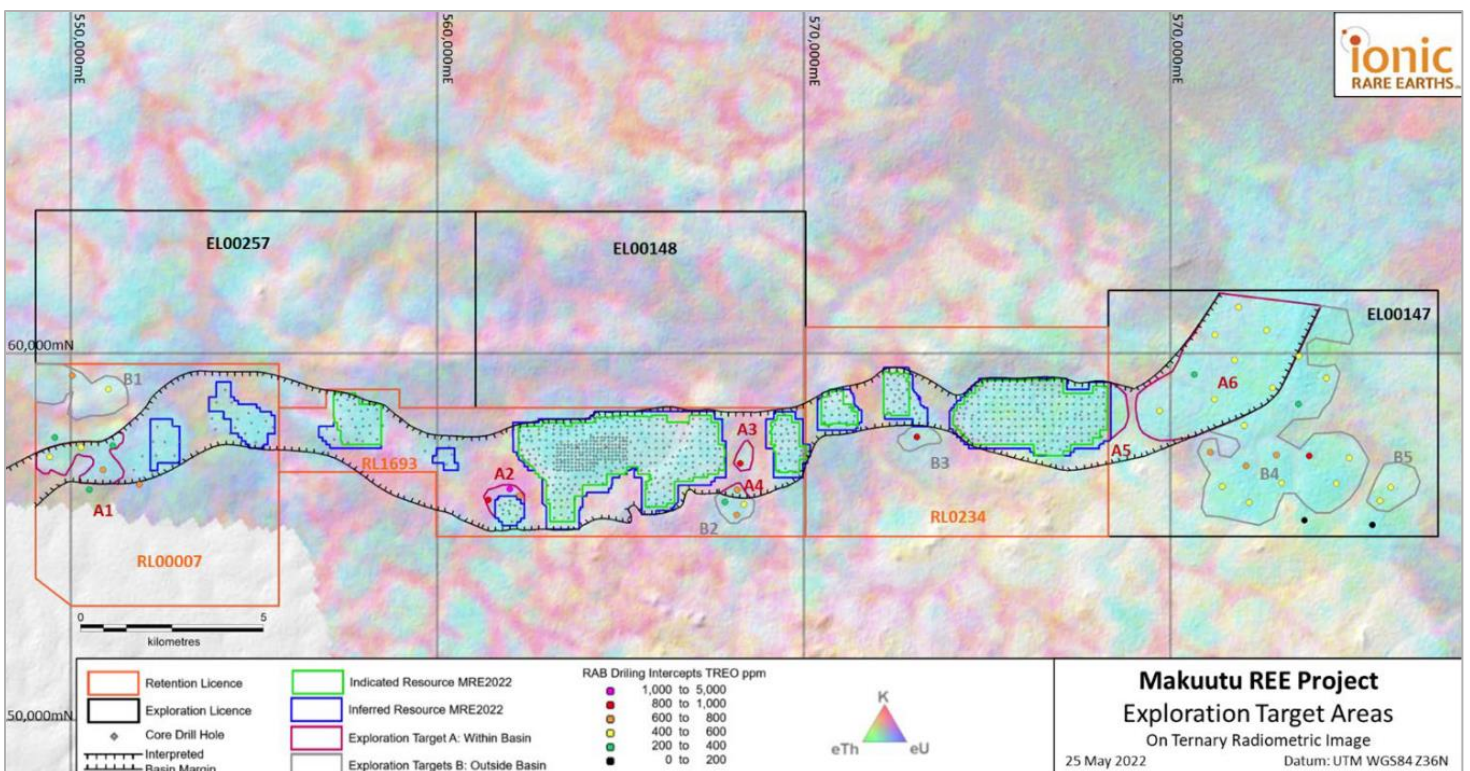 550,000mE
560,000mE
570,000mE
570,000mE
ionic
RARE EARTHS
EL00257
EL00148
EL00147
60,000mN
B1
A6
A3
RL1693
A2
A5
B3
A4
B4
B5
A1
B2
RL0234
RL00007
0 5
kilometres
50,000mN
Retention Licence
Exploration Licence
Core Drill Hole
Interpreted
Basin Margin
Indicated Resource MRE2022
Inferred Resource MRE2022
Exploration Target A: Within Basin
Exploration Targets B: Outside Basin
RAB Driling Intercepts TREO ppm
1,000 to 5,000
800 to 1,000
600 to 800
400 to 600
200 to 400
0 to 200
K
eTh eU
Makuutu REE Project
Exploration Target Areas
On Ternary Radiometric Image
25 May 2022 Datum: UTM WGS84 Z36N